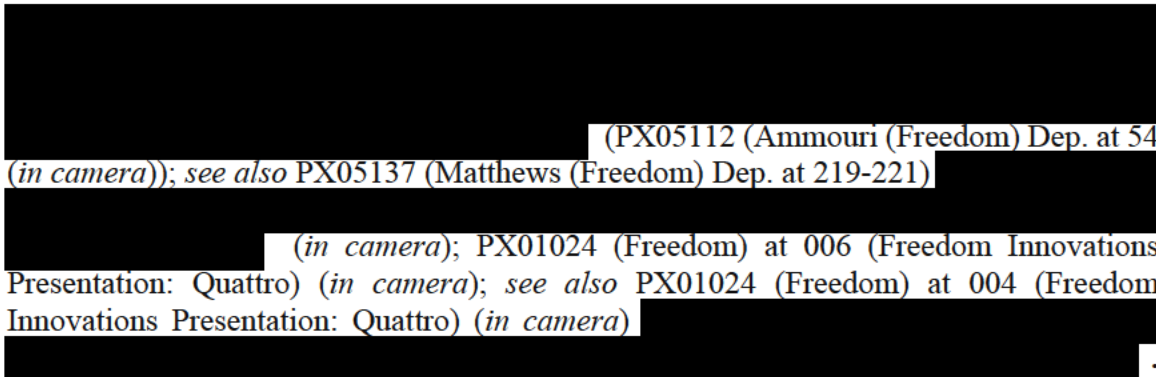 (PX05112 (Ammouri (Freedom) Dep. at 54
(in camera)); see also PX05137 (Matthews (Freedom) Dep. at 219-221)
(in camera); PX01024 (Freedom) at 006 (Freedom Innovations
Presentation: Quattro) (in camera); see also PX01024 (Freedom) at 004 (Freedom
Innovations Presentation: Quattro) (in camera)
.